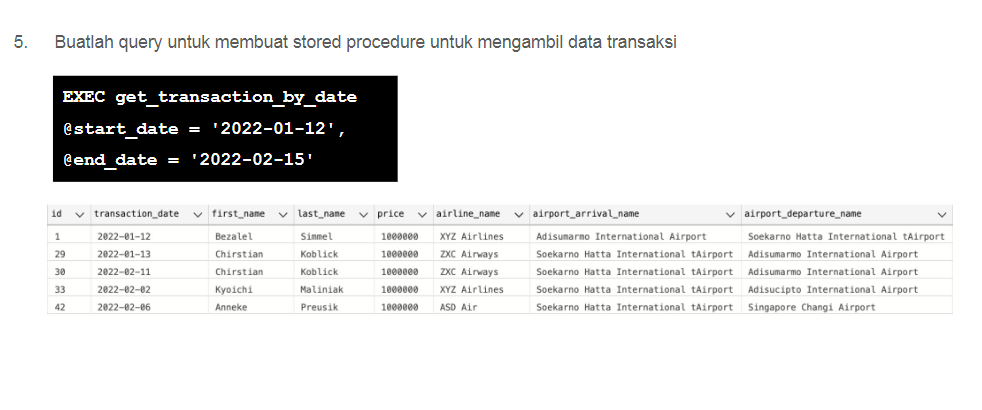 5. Buatlah query untuk membuat stored procedure untuk mengambil data transaksi
EXEC get_transaction_by_date
@start_date = '2022-01-12',
@end_date = '2022-02-15'
id transaction_date first_name last_name price airline_name airport_arrival_name airport_departure_name
1 2022-01-12 Bezalel Simmel 1000000 XYZ Airlines Adisumarmo International Airport Soekarno Hatta International tAirport
29 2022-01-13 Chirstian Koblick 1000000 ZXC Airways Soekarno Hatta International tAirport Adisumarmo International Airport
30 2022-02-11 Chirstian Koblick 1000000 ZXC Airways Soekarno Hatta International tAirport Adisumarmo International Airport
33 2022-02-02 Kyoichi Maliniak 1000000 XYZ Airlines Soekarno Hatta International tAirport Adisucipto International Airport
42 2022-02-06 Anneke Preusik 1000000 ASD Air Soekarno Hatta International tAirport Singapore Changi Airport